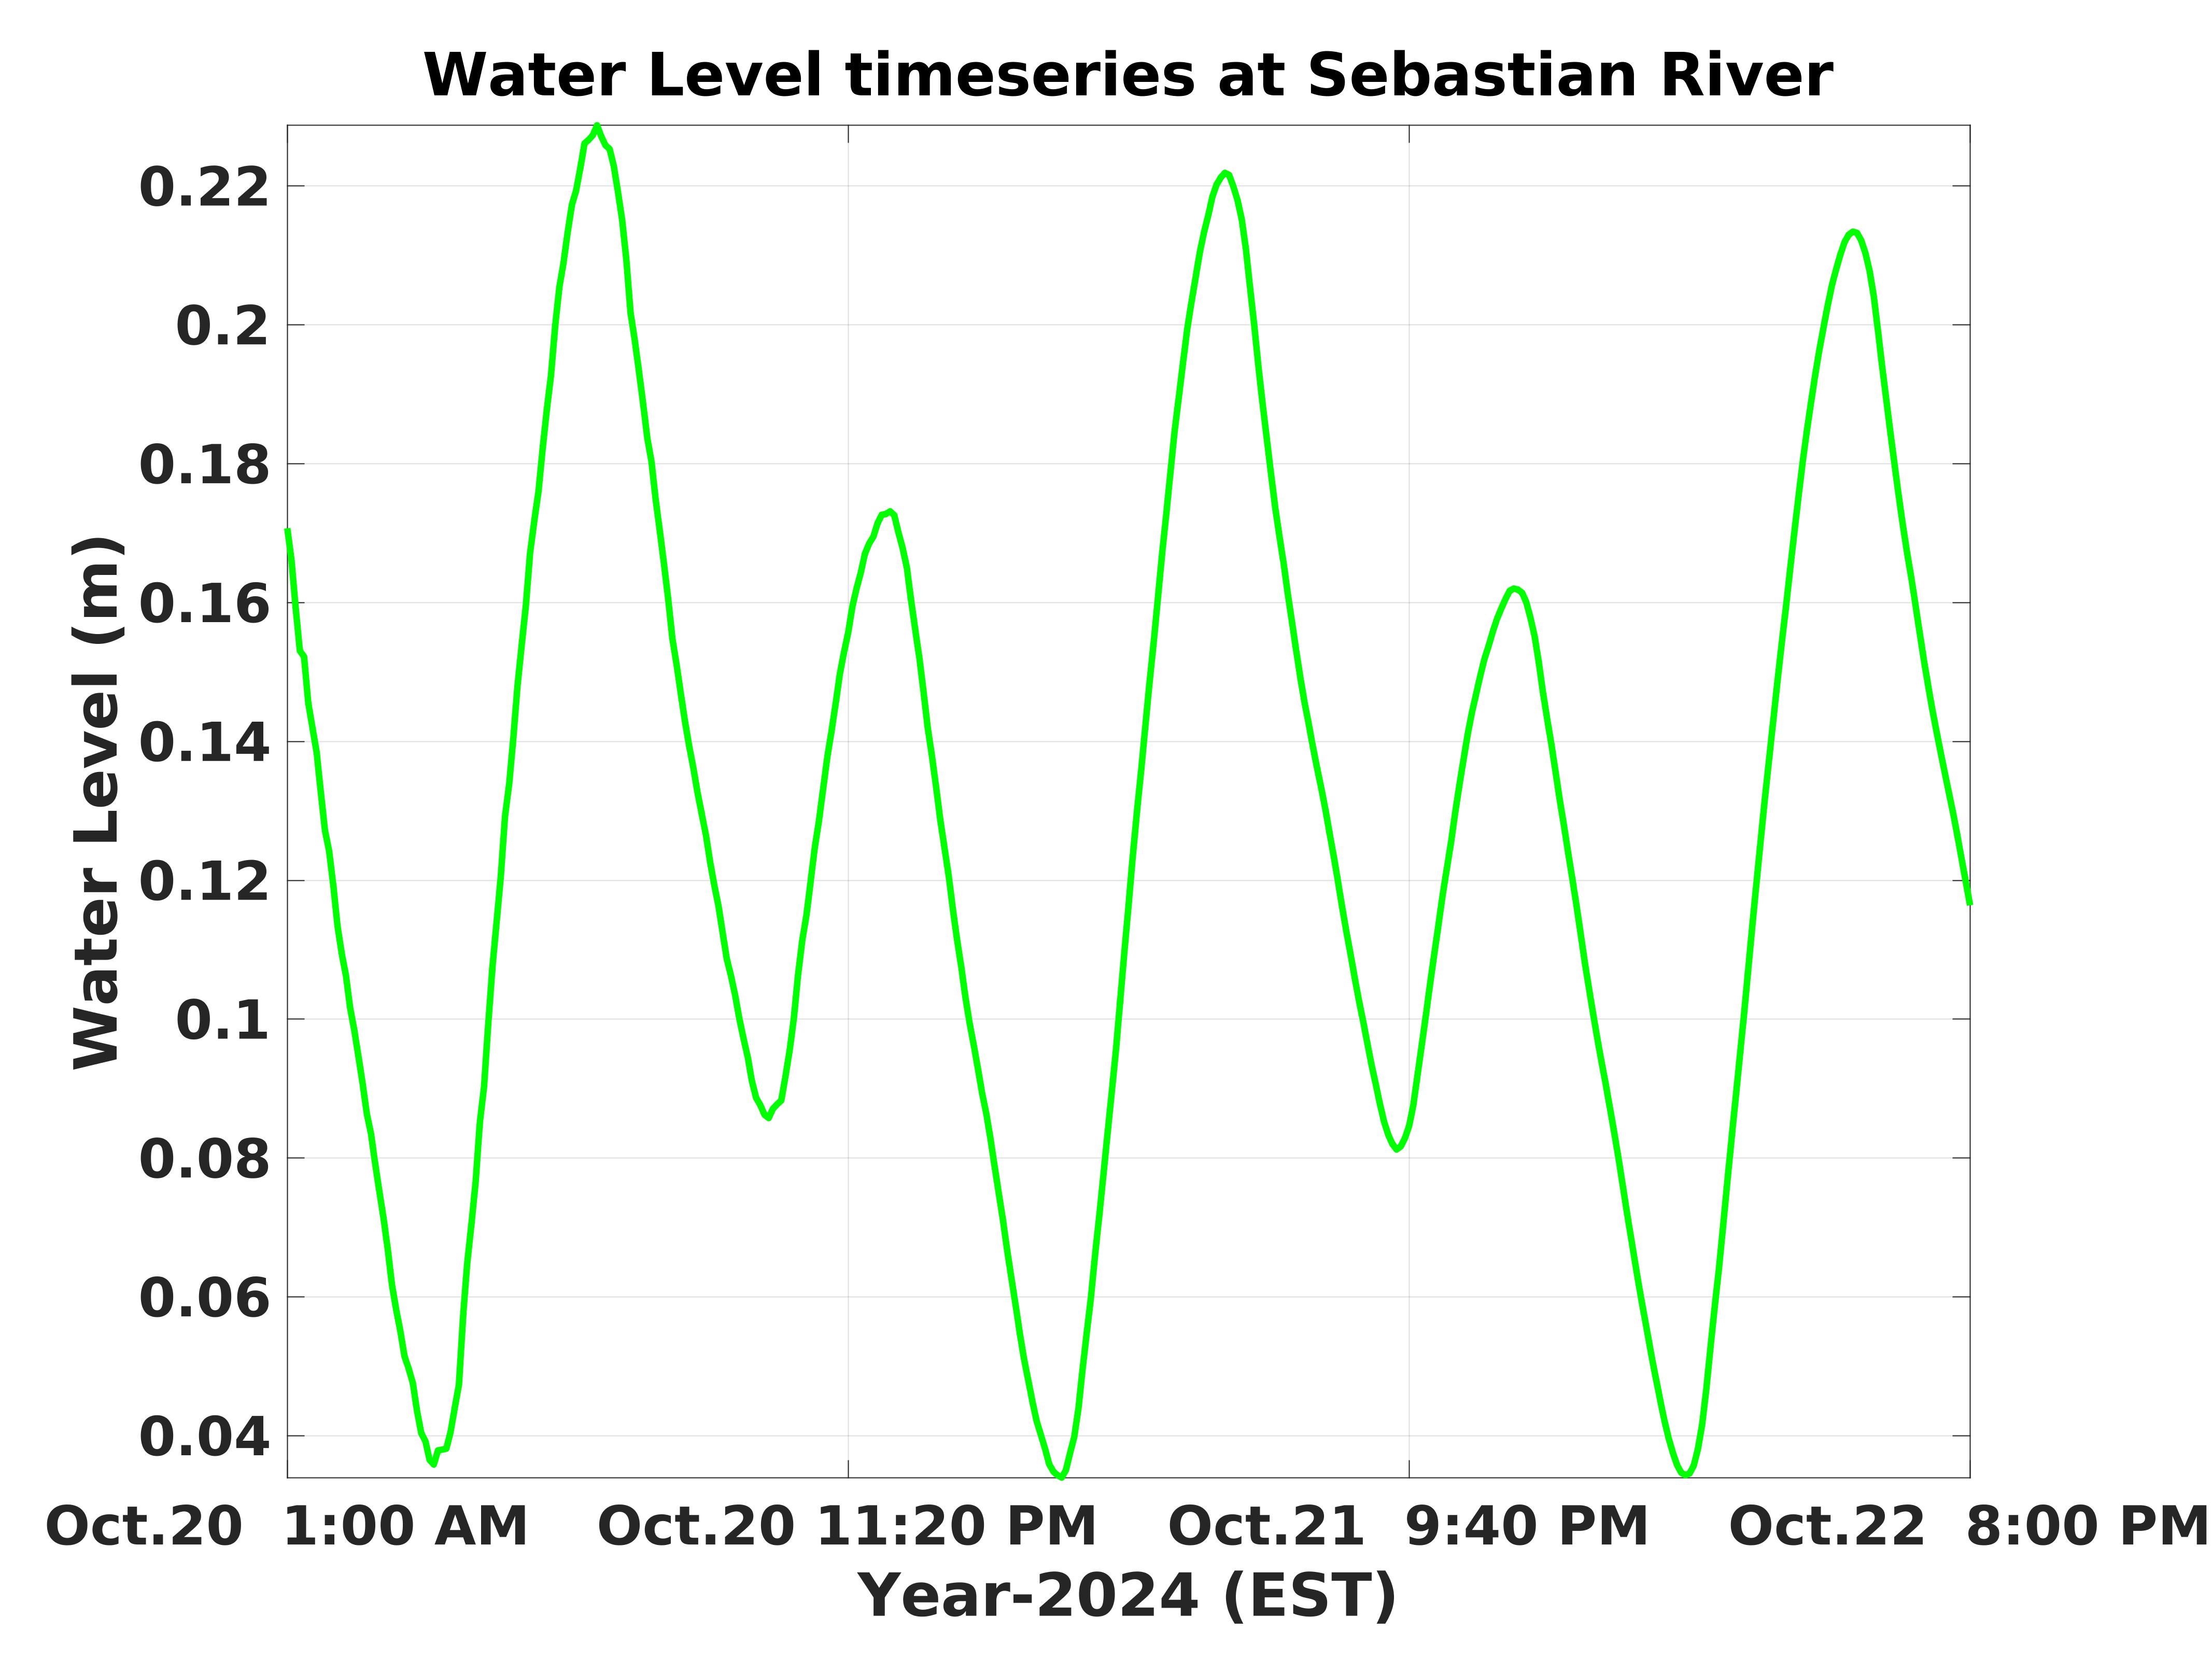 Water Level timeseries at Sebastian River
Water Level (m)
0.22
0.2
0.18
0.16
0.14
0.12
0.1
0.08
0.06
0.04
Oct.20 1:00 AM Oct.20 11:20 PM Oct.21 9:40 PM Oct.22 8:00 PM
Year-2024 (EST)